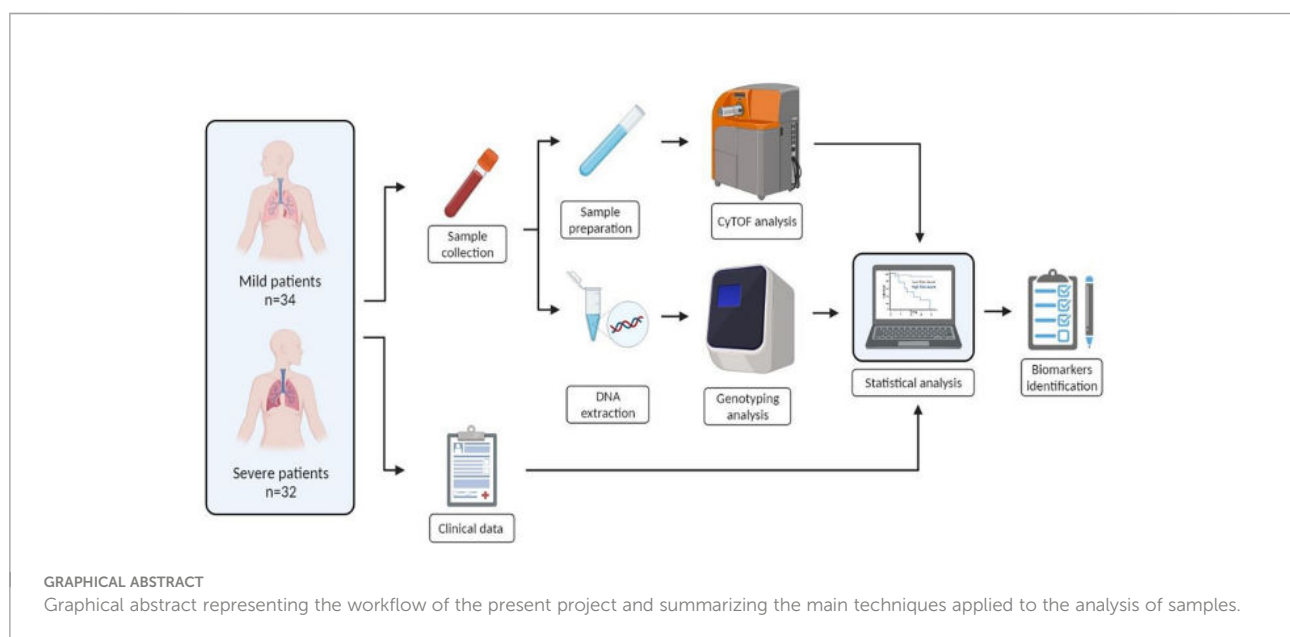 Mild patients
n=34
Severe patients
n=32
Sample
collection
Clinical data
Sample
preparation
CyTOF analysis
DNA
extraction
Genotyping
analysis
Statistical analysis
Biomarkers
identification
GRAPHICAL ABSTRACT
Graphical abstract representing the workflow of the present project and summarizing the main techniques applied to the analysis of samples.